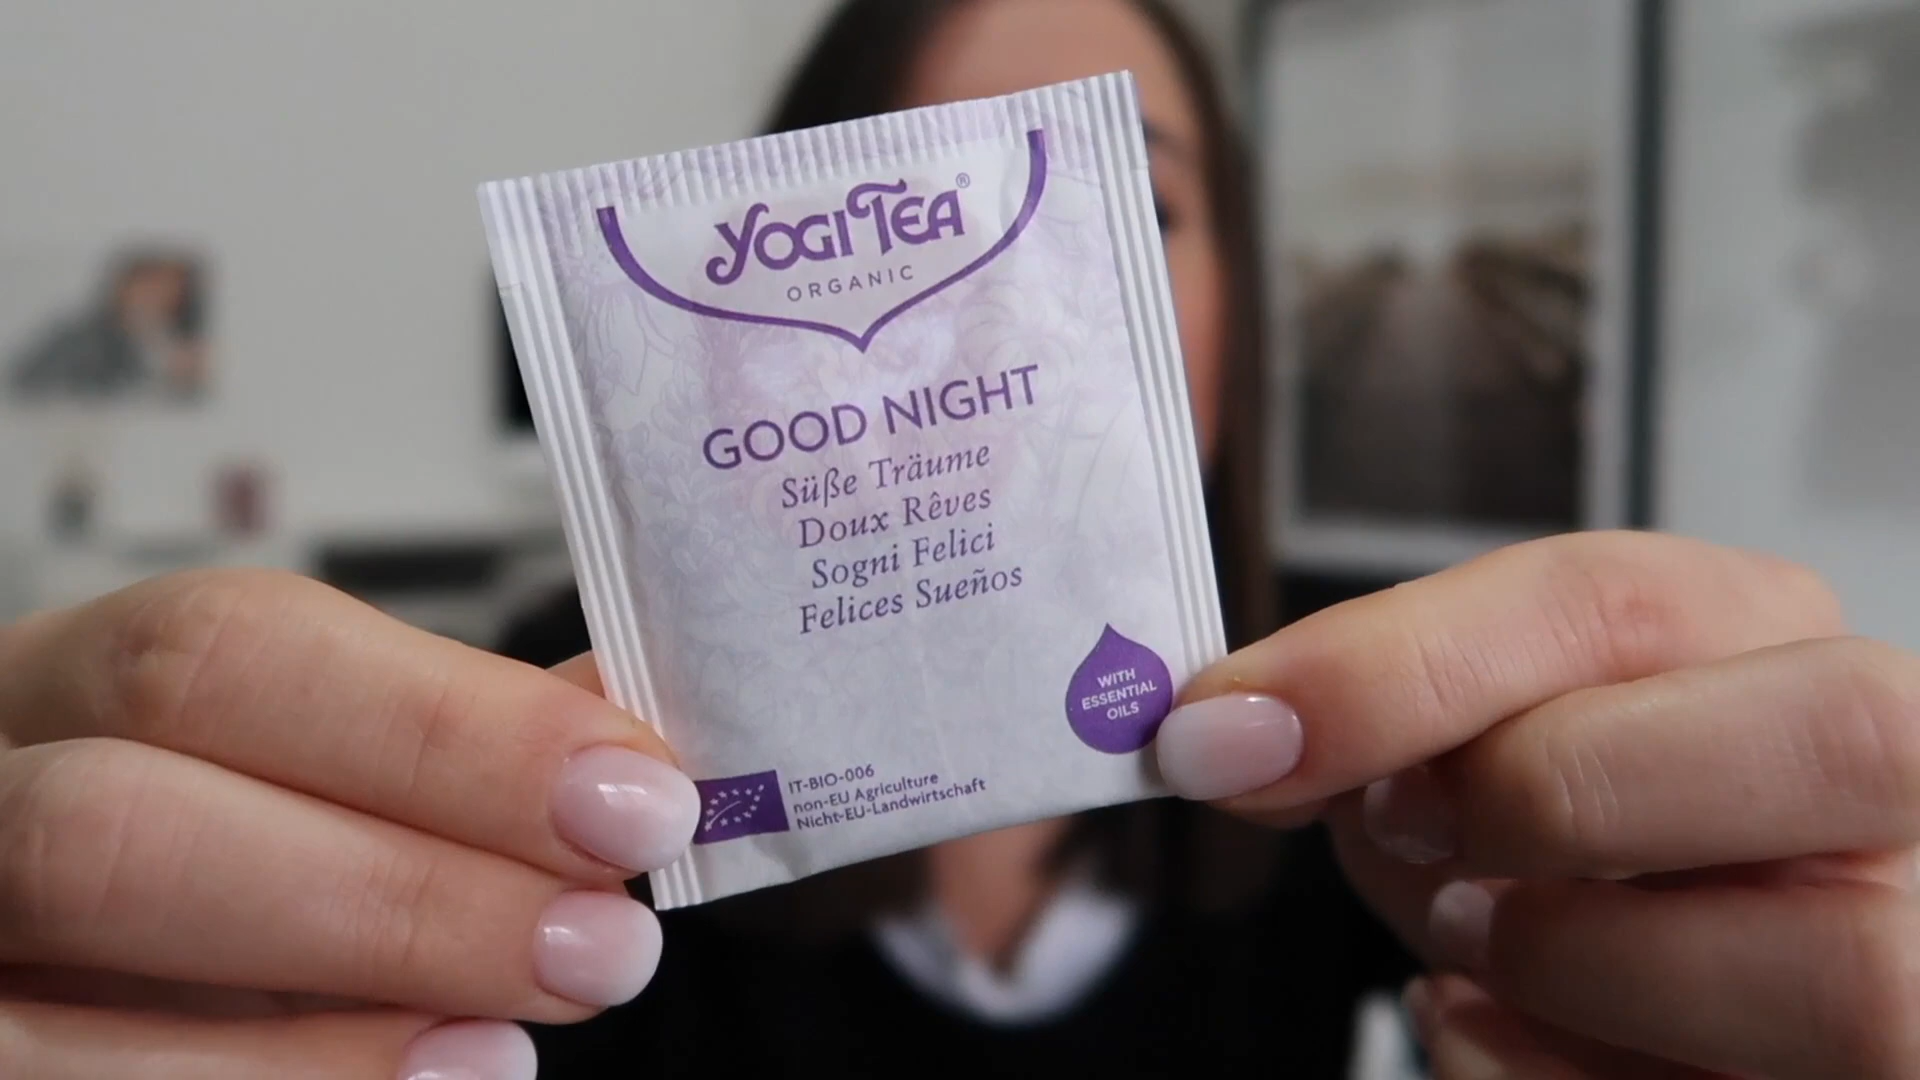 YOGI TEA®
ORGANIC
GOOD NIGHT
Süße Träume
Doux Rêves
Sogni Felici
Felices Sueños
WITH
ESSENTIAL
OILS
IT-BIO-006
non-EU Agriculture
Nicht-EU-Landwirtschaft